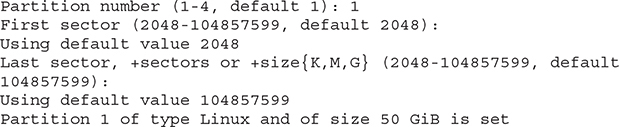 Partition number (1-4, default 1): 1
First sector (2048-104857599, default 2048):
Using default value 2048
Last sector, +sectors or +size{K,M,G} (2048-104857599, default
104857599):
Using default value 104857599
Partition 1 of type Linux and of size 50 GiB is set